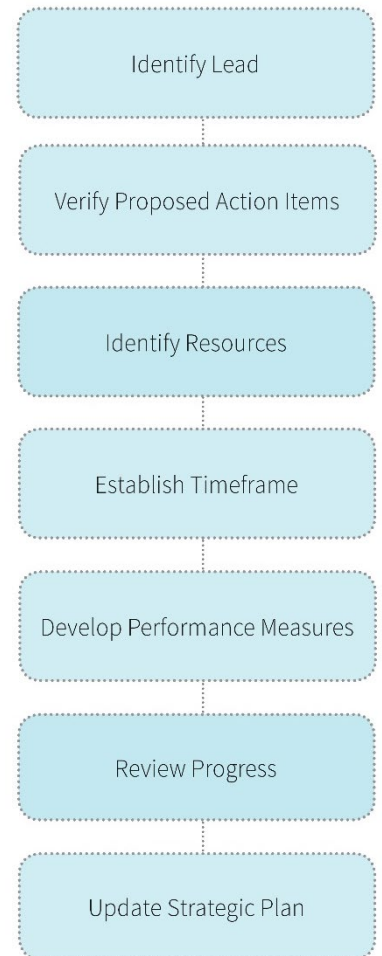 Identify Lead
Verify Proposed Action Items
Identify Resources
Establish Timeframe
Develop Performance Measures
Review Progress
Update Strategic Plan